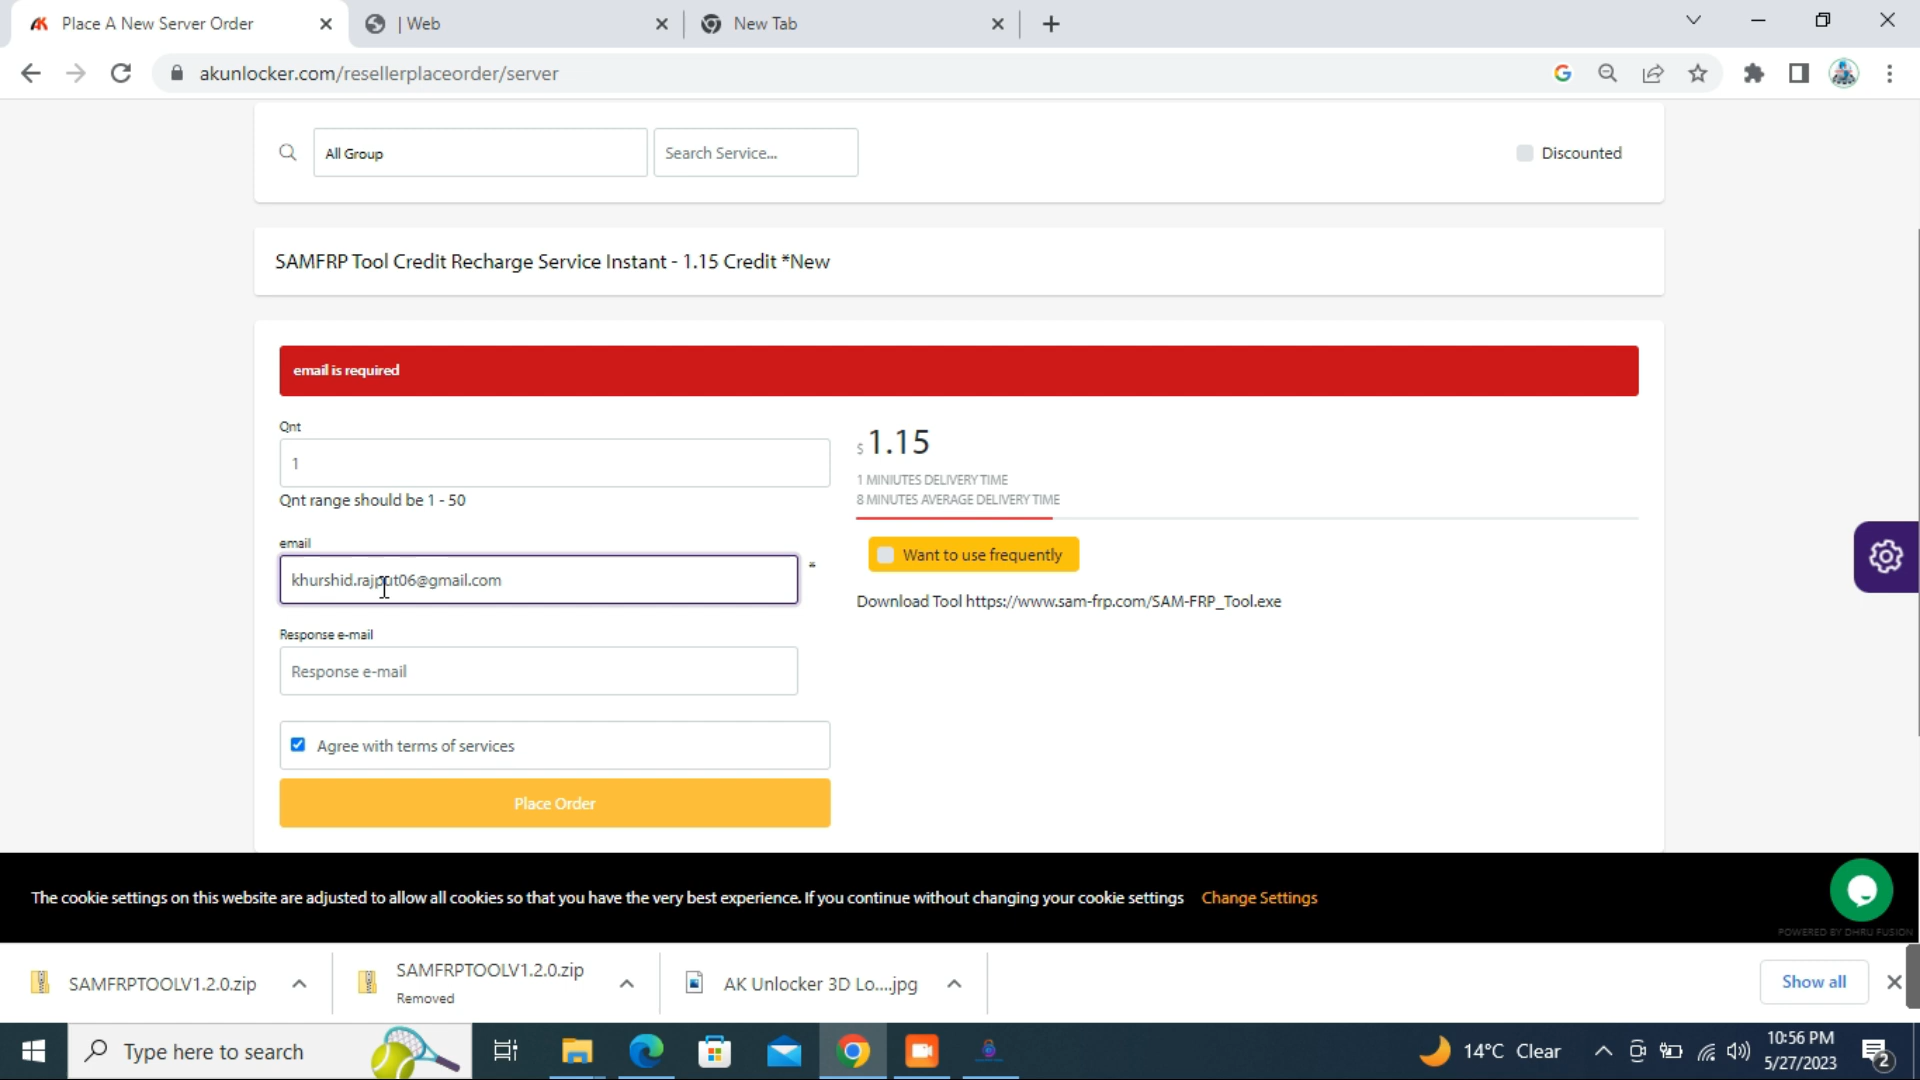 Place A New Server Order
| Web
New Tab
akunlocker.com/resellerplaceorder/server
All Group
Search Service...
Discounted
SAMFRP Tool Credit Recharge Service Instant - 1.15 Credit *New
email is required
Qnt
1
Qnt range should be 1 - 50
$ 1.15
1 MINIUTES DELIVERY TIME
8 MINUTES AVERAGE DELIVERY TIME
email
khurshid.rajput06@gmail.com
*
Want to use frequently
Download Tool https://www.sam-frp.com/SAM-FRP_Tool.exe
Response e-mail
Response e-mail
Agree with terms of services
Place Order
The cookie settings on this website are adjusted to allow all cookies so that you have the very best experience. If you continue without changing your cookie settings Change Settings
POWERED BY DHRU FUSION
SAMFRPTOOLV1.2.0.zip
SAMFRPTOOLV1.2.0.zip
Removed
AK Unlocker 3D Lo....jpg
Show all
Type here to search
14°C Clear
10:56 PM
5/27/2023
2